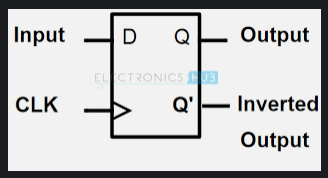 Input D Q Output
ELECTRONICS HUB
CLK Q' Inverted
Output